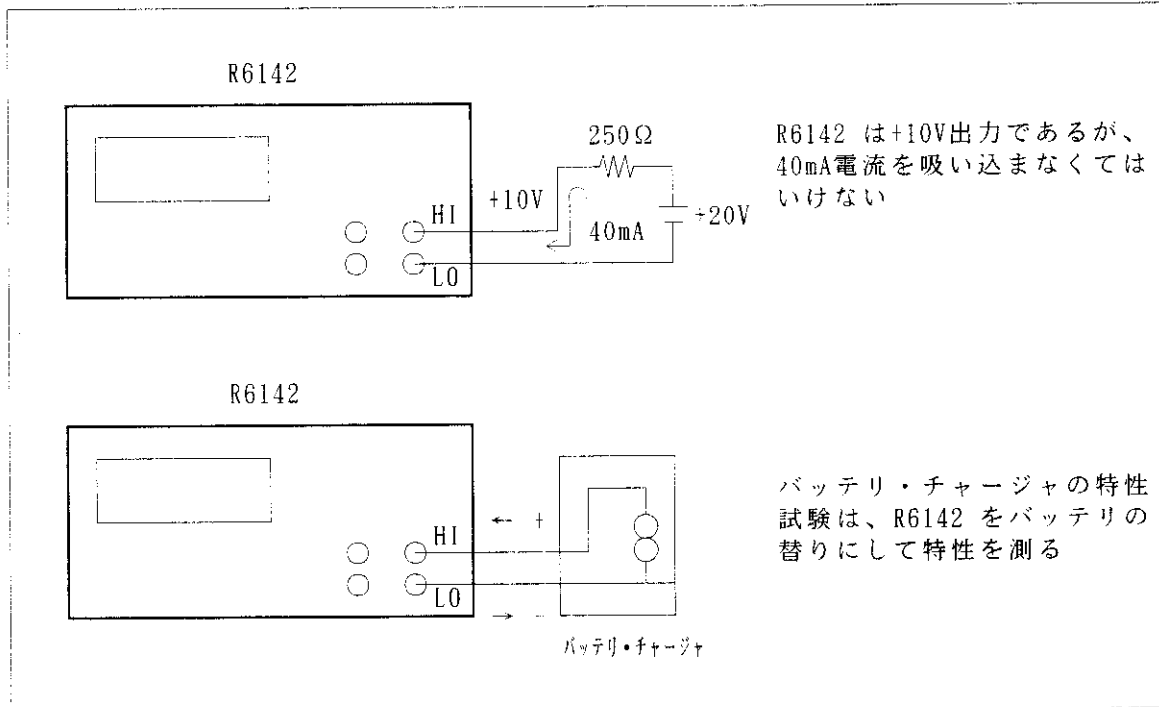 R6142
250Ω
+10V
HI
40mA
+20V
LO
R6142 は+10V出力であるが、
40mA電流を吸い込まなくては
いけない
R6142
← +
HI
LO
→ -
バッテリ・チャージャ
バッテリ・チャージャの特性
試験は、R6142 をバッテリの
替りにして特性を測る